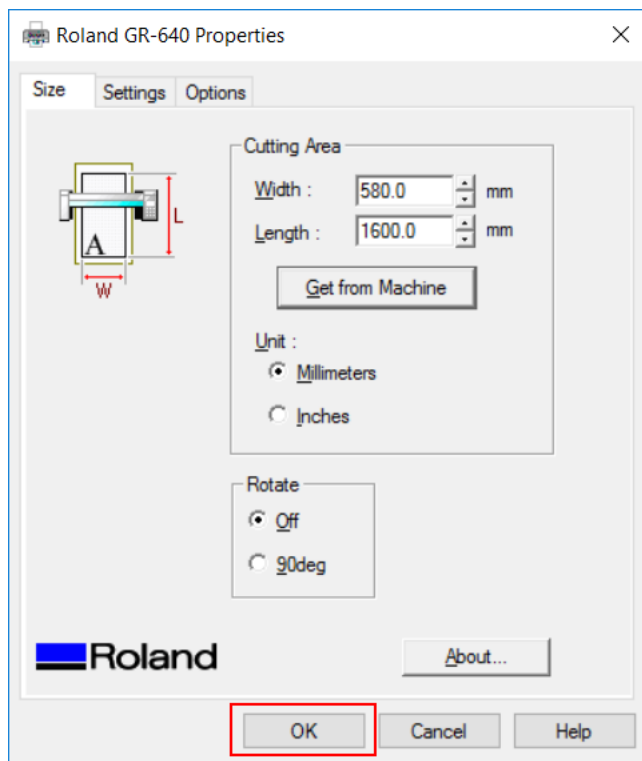 Roland GR-640 Properties
Size Settings Options
Cutting Area
Width : 580.0 mm
L
Length : 1600.0 mm
A
W
Get from Machine
Unit :
Millimeters
Inches
Rotate
Off
90deg
Roland
About...
OK Cancel Help